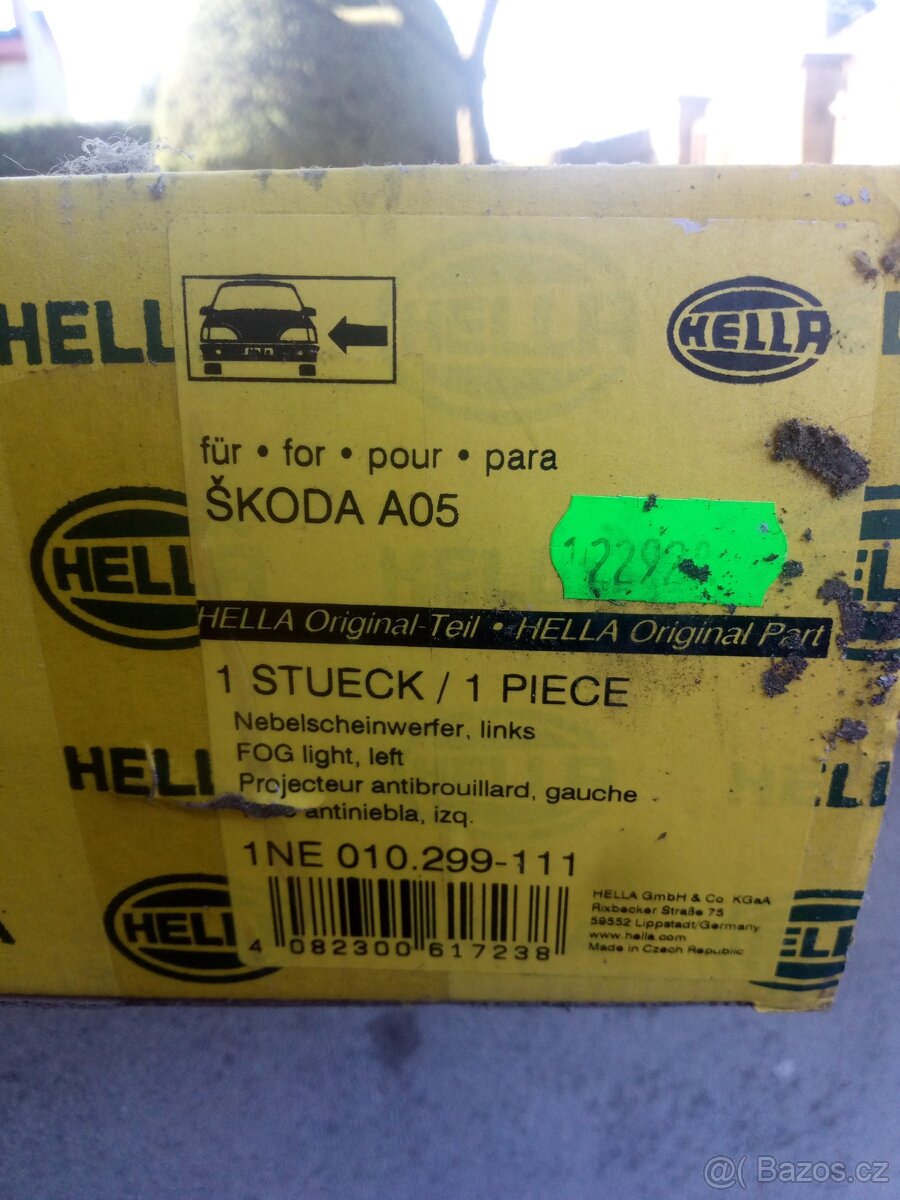 HELL
HELLA
für • for • pour • para
ŠKODA A05
HELL
HELLA Original-Teil • HELLA Original Part
1 STUECK / 1 PIECE
Nebelscheinwerfer, links
FOG light, left
HELL
Projecteur antibrouillard, gauche
antiniebla, izq.
1NE 010.299-111
HELL
4 082300 617238
HELLA GmbH & Co. KGaA
Rixbecker Straße 75
59552 Lippstadt/Germany
www.hella.com
Made in Czech Republic
@( Bazos.cz